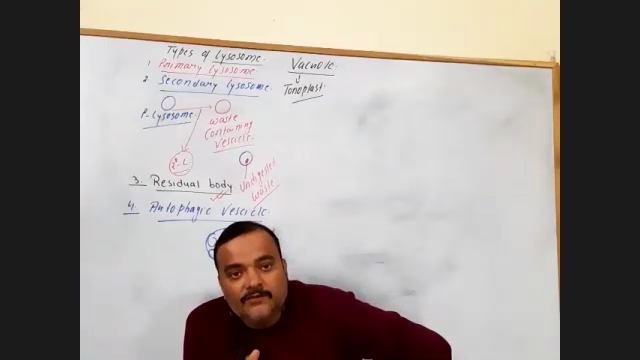 Types of Lysosome.
1. Primary Lysosome
2. Secondary Lysosome.
P-Lysosome
waste
Containing
Vesicle
2° L
Undigested
waste
3. Residual body
4. Autophagic Vesicle.
Vacuole.
Tonoplast.